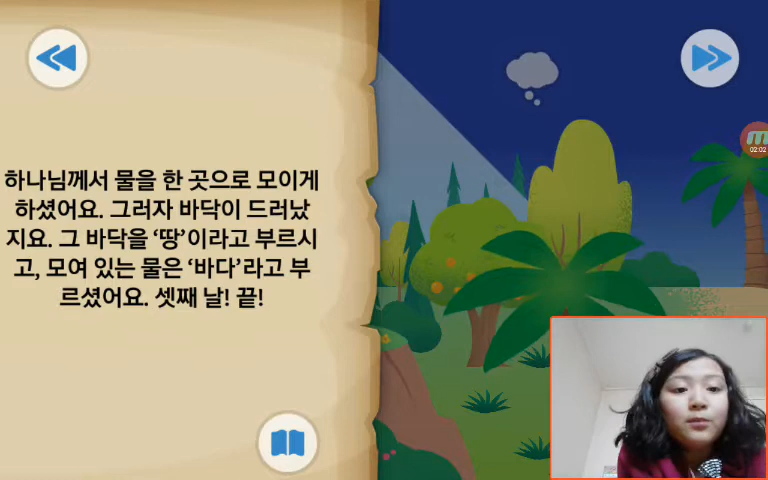 하나님께서 물을 한 곳으로 모이게
하셨어요. 그러자 바닥이 드러났
지요. 그 바닥을 ‘땅’이라고 부르시
고, 모여 있는 물은 ‘바다’라고 부
르셨어요. 셋째 날! 끝!
02:02